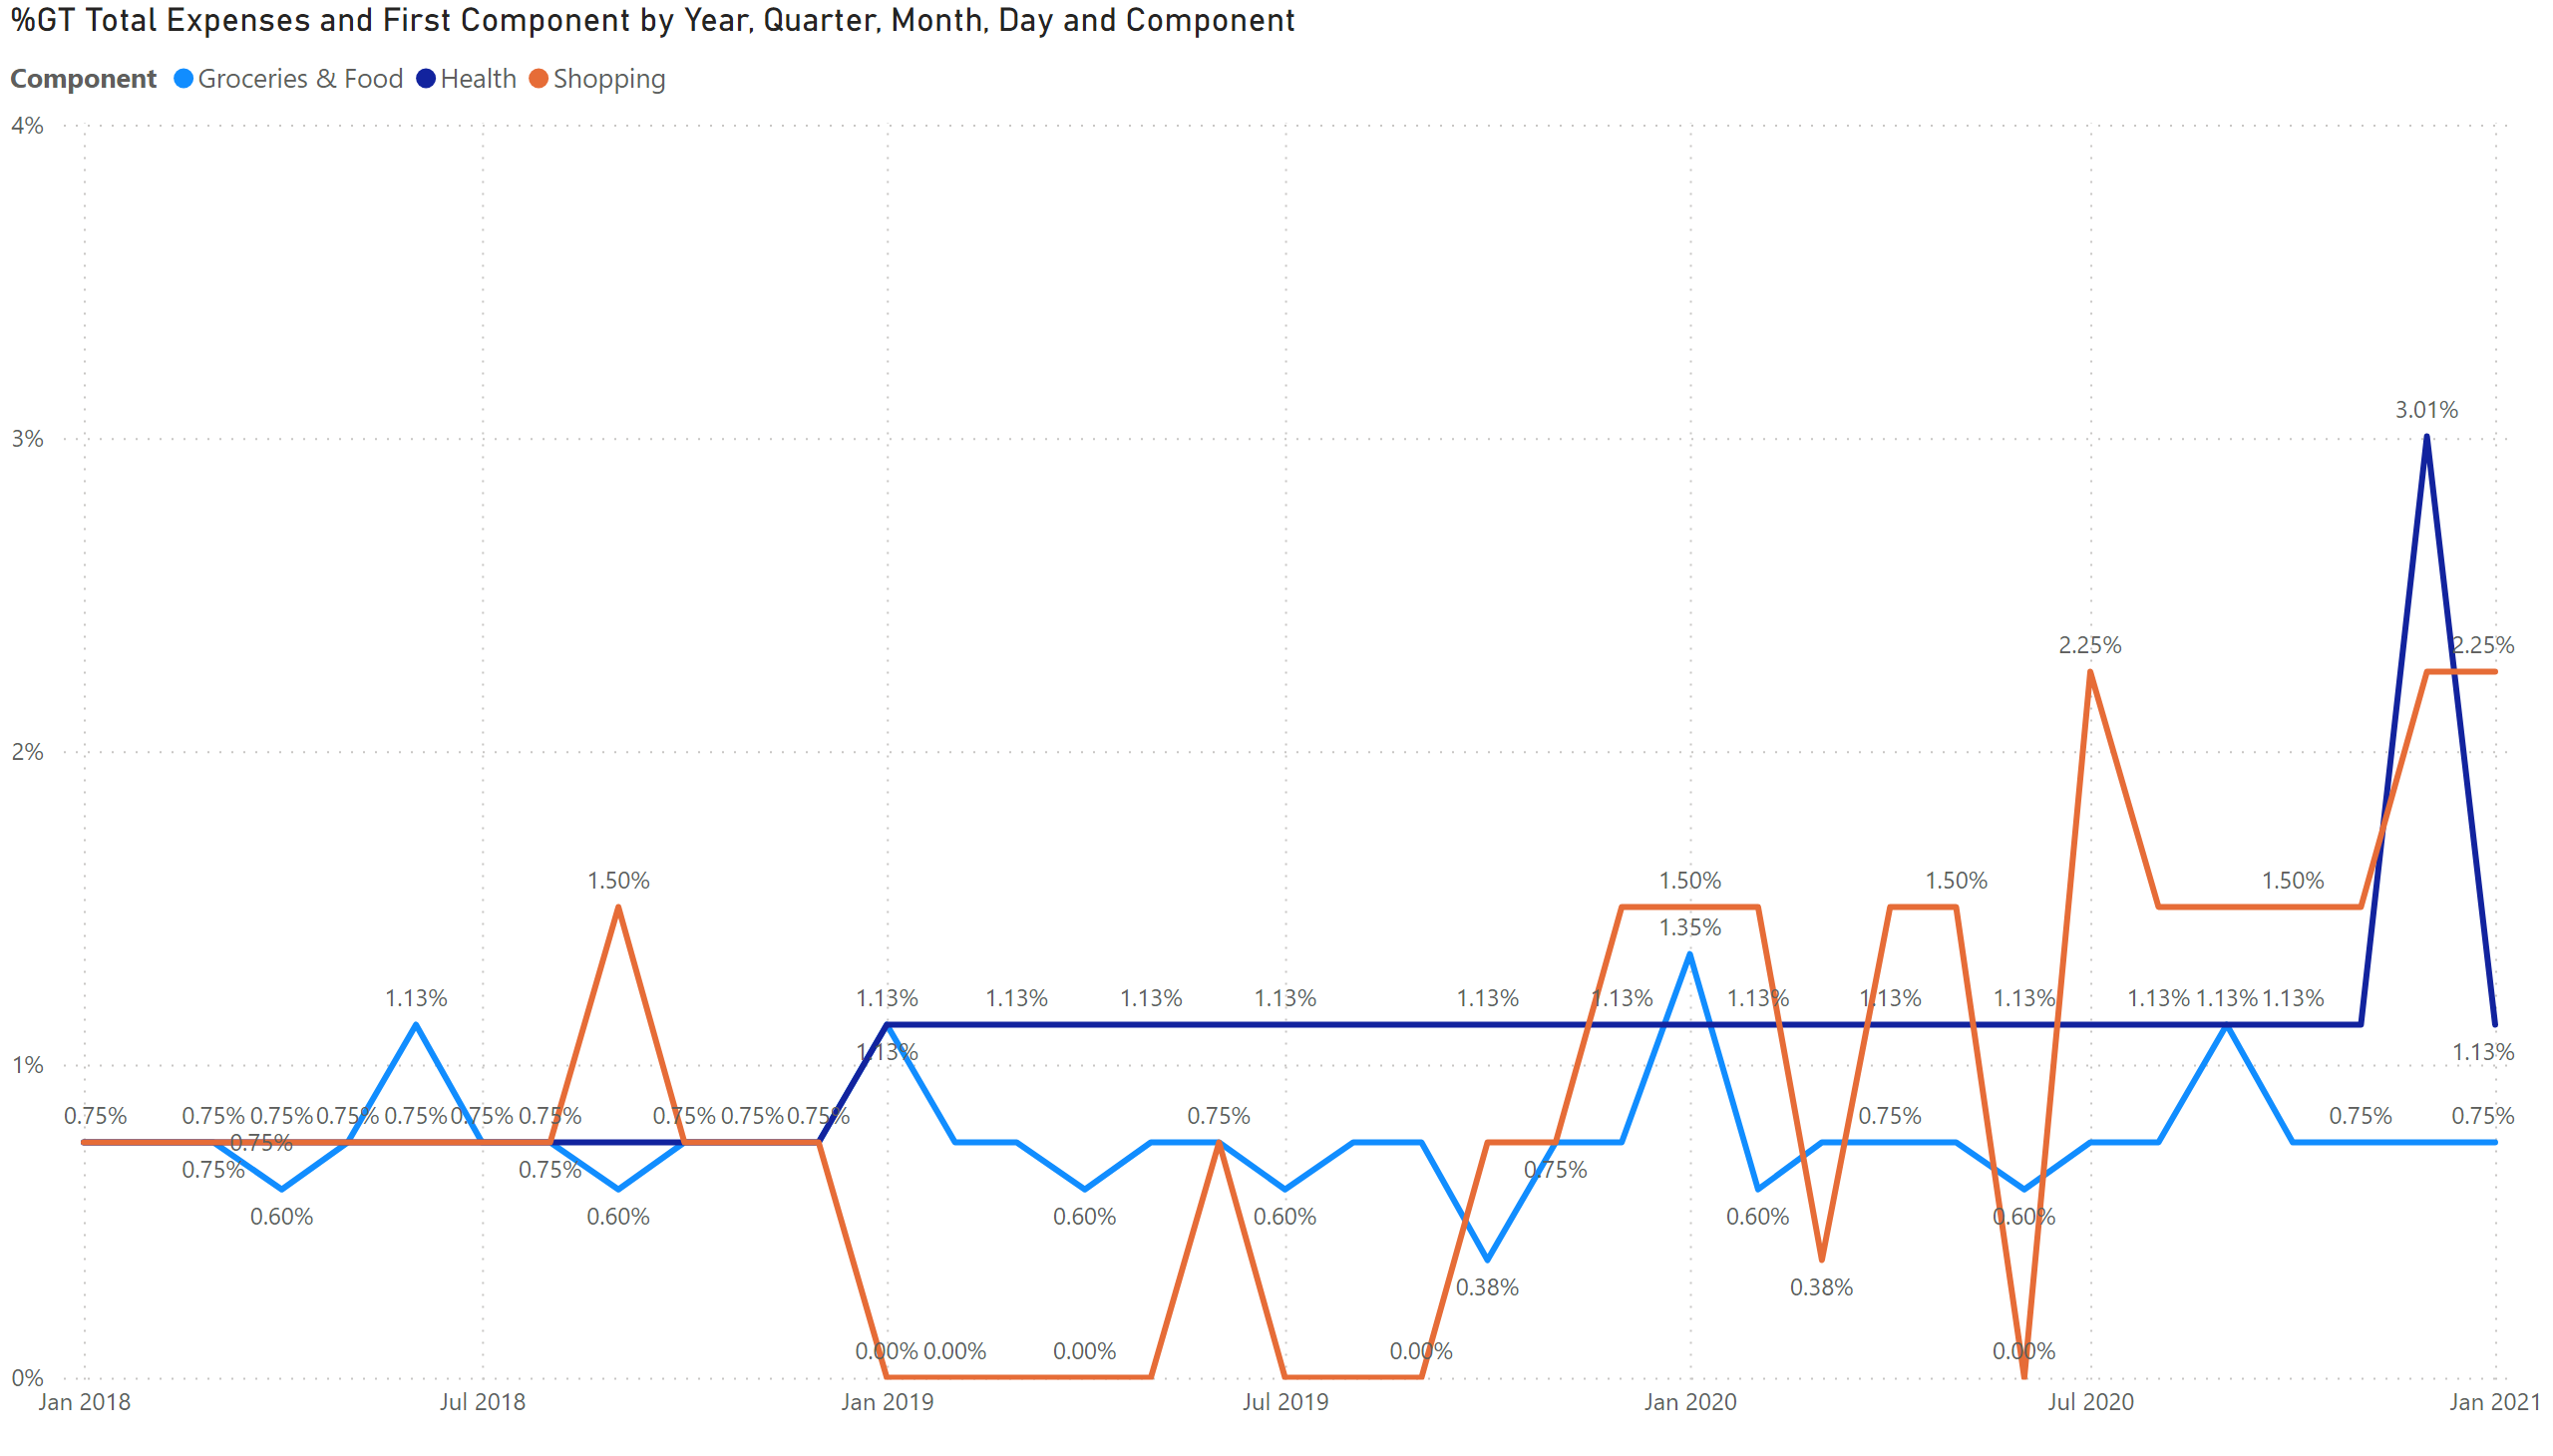 %GT Total Expenses and First Component by Year, Quarter, Month, Day and Component
Component Groceries & Food Health Shopping
4%
3.01%
3%
2.25% 2.25%
2%
1.50% 1.50% 1.50% 1.50%
1.35%
1.13% 1.13% 1.13% 1.13% 1.13% 1.13% 1.13% 1.13% 1.13% 1.13% 1.13% 1.13% 1.13%
1.13% 1.13%
1%
0.75% 0.75% 0.75% 0.75% 0.75% 0.75% 0.75% 0.75% 0.75% 0.75% 0.75% 0.75% 0.75% 0.75%
0.75%
0.75% 0.75% 0.75%
0.60% 0.60% 0.60% 0.60% 0.60% 0.60%
0.38% 0.38%
0.00% 0.00% 0.00% 0.00% 0.00%
0%
Jan 2018 Jul 2018 Jan 2019 Jul 2019 Jan 2020 Jul 2020 Jan 2021